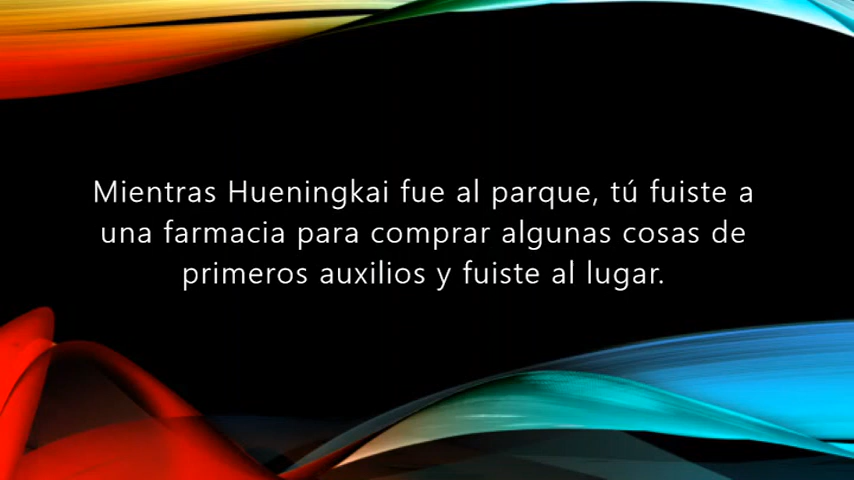 Mientras Hueningkai fue al parque, tú fuiste a
una farmacia para comprar algunas cosas de
primeros auxilios y fuiste al lugar.